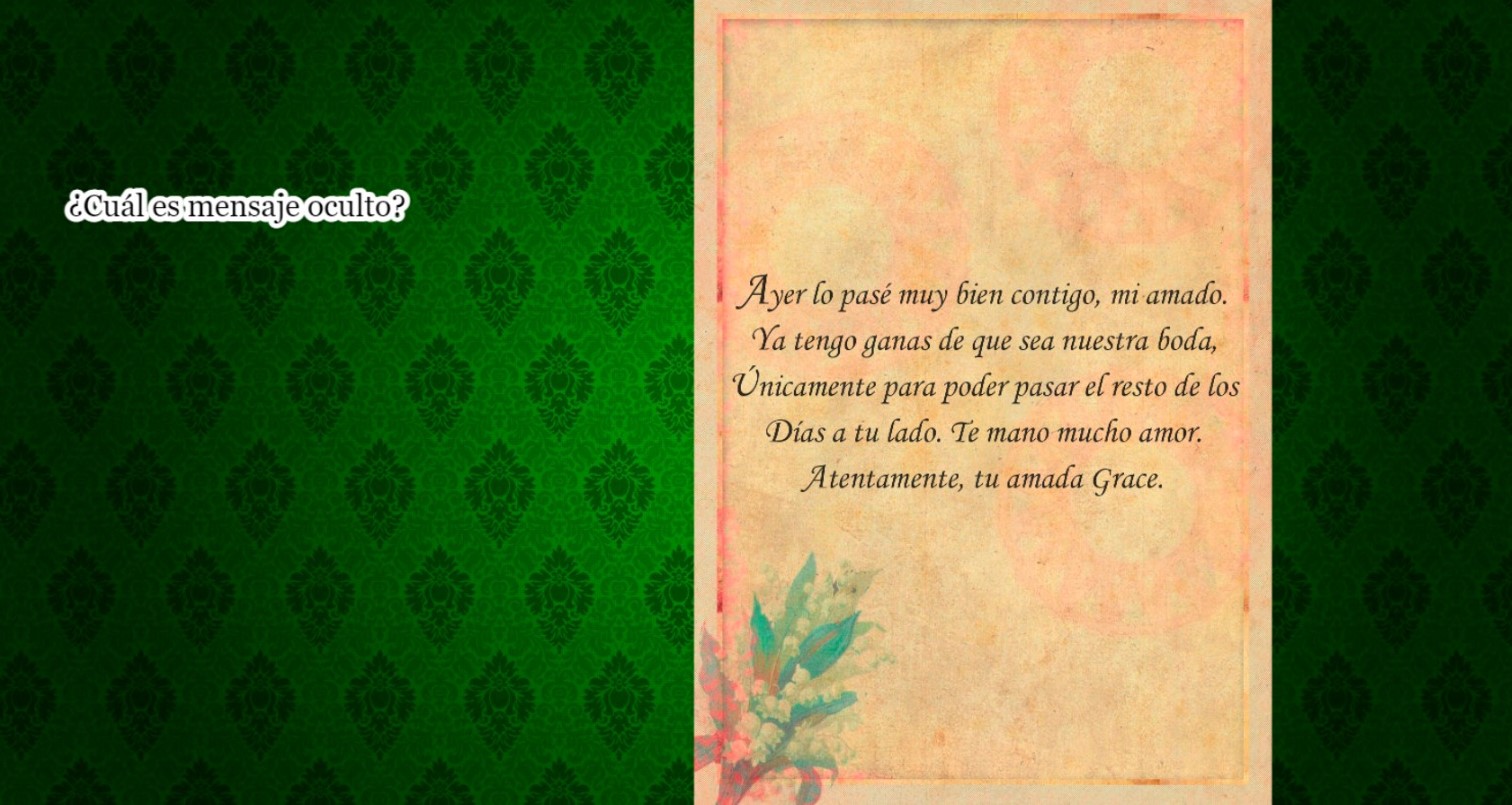 ¿Cuál es mensaje oculto?
Ayer lo pasé muy bien contigo, mi amado.
Ya tengo ganas de que sea nuestra boda,
Únicamente para poder pasar el resto de los
Días a tu lado. Te mano mucho amor.
Atentamente, tu amada Grace.